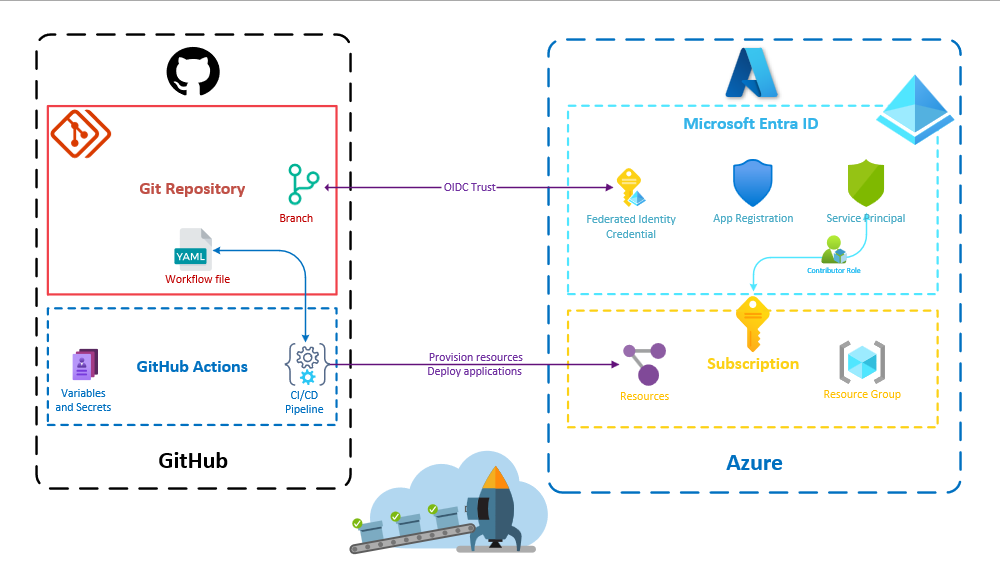 Microsoft Entra ID
Git Repository
Branch
OIDC Trust
Federated Identity
Credential
App Registration
Service Principal
YAML
Workflow file
Contributor Role
GitHub Actions
Variables
and Secrets
CI/CD
Pipeline
Provision resources
Deploy applications
Subscription
Resources
Resource Group
GitHub
Azure